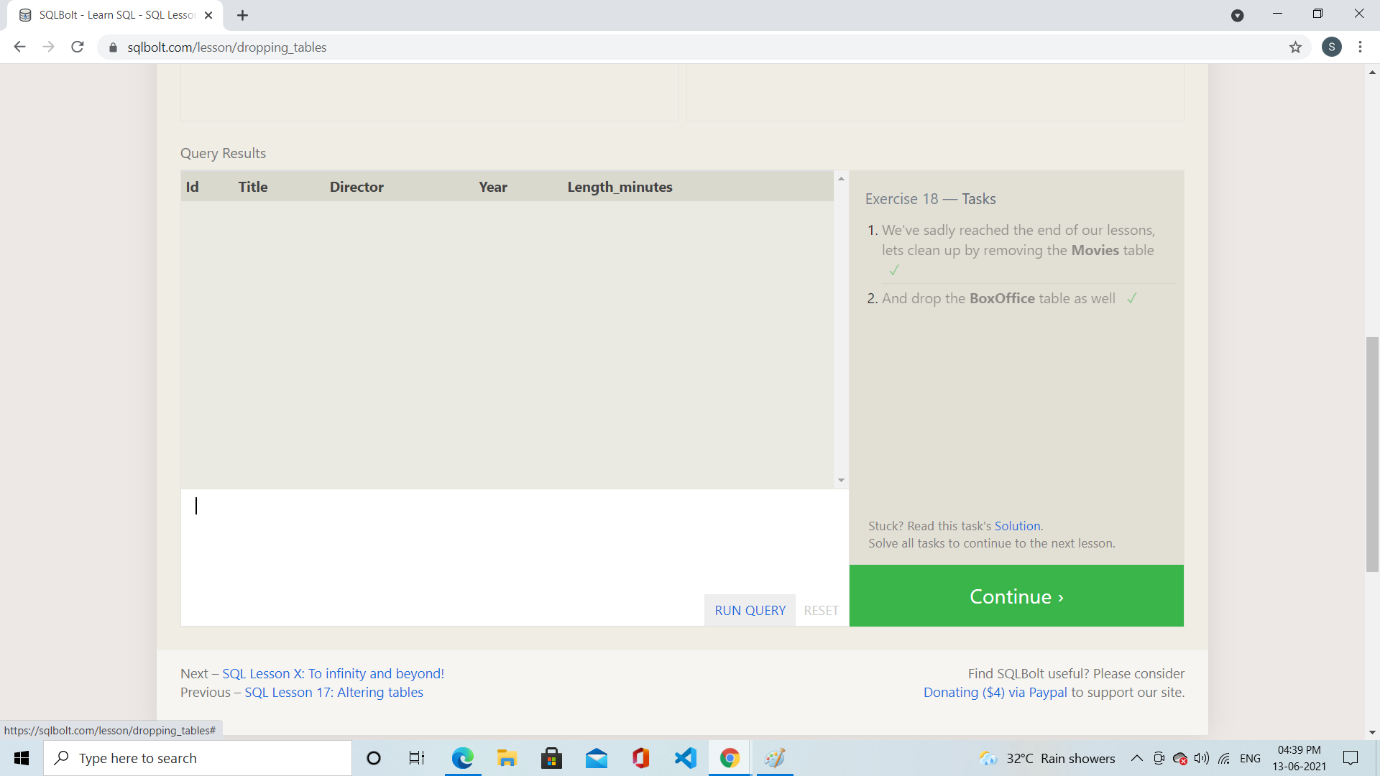 SQLBolt - Learn SQL - SQL Lesso
sqlbolt.com/lesson/dropping_tables
S
Query Results
Id Title Director Year Length_minutes
Exercise 18 — Tasks
1. We've sadly reached the end of our lessons,
lets clean up by removing the Movies table
✓
2. And drop the BoxOffice table as well ✓
Stuck? Read this task's Solution.
Solve all tasks to continue to the next lesson.
RUN QUERY RESET
Continue ›
Next – SQL Lesson X: To infinity and beyond!
Previous – SQL Lesson 17: Altering tables
Find SQLBolt useful? Please consider
Donating ($4) via Paypal to support our site.
https://sqlbolt.com/lesson/dropping_tables#
Type here to search
32°C Rain showers
ENG
04:39 PM
13-06-2021